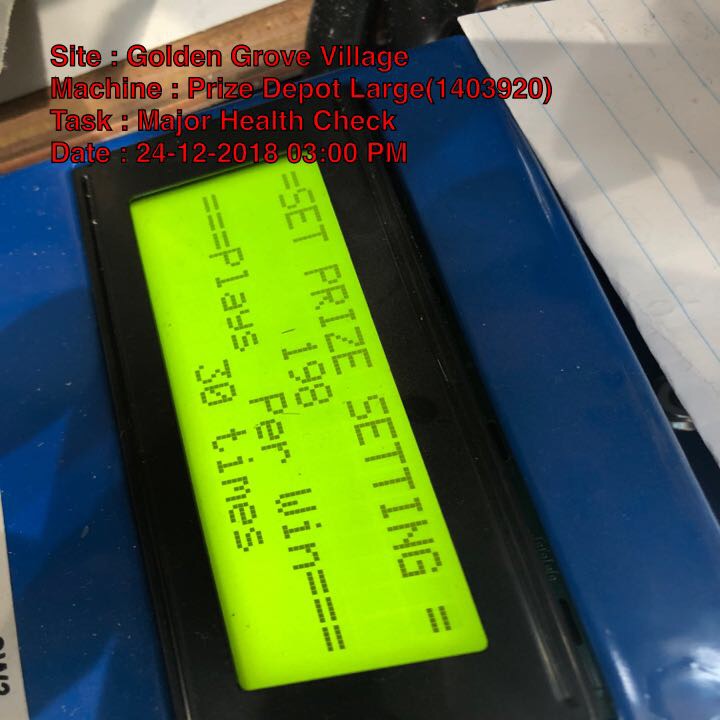 Site : Golden Grove Village
Machine : Prize Depot Large(1403920)
Task : Major Health Check
Date : 24-12-2018 03:00 PM
=SET PRIZE SETTING =
198
===Plays Per Win===
30 times